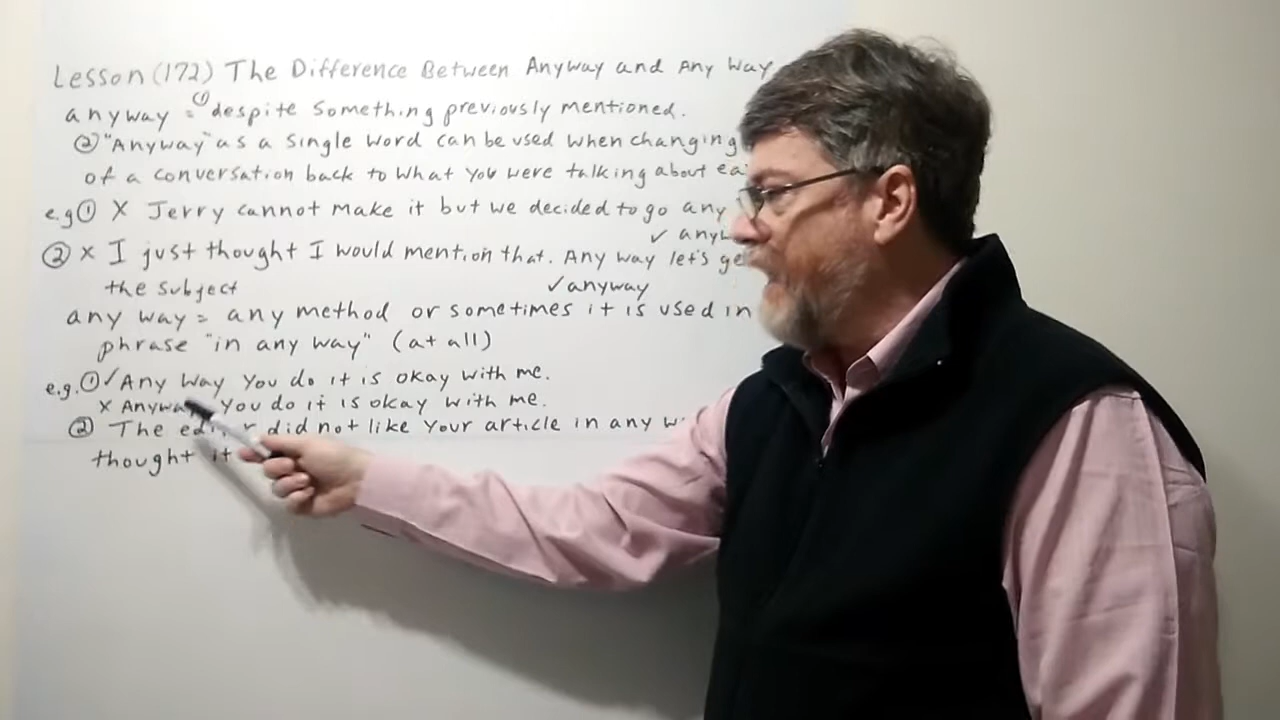 Lesson (172) The Difference Between Anyway and Any Way
anyway = ① despite something previously mentioned.
② "Anyway" as a single word can be used when changing
of a conversation back to what you were talking about
e.g ① X Jerry cannot make it but we decided to go any
✓
② X I just thought I would mention that. Any way let's
the subject ✓ anyway
any way = any method or sometimes it is used in
phrase "in any way" (at all)
e.g. ① ✓ Any way you do it is okay with me.
X Anyway you do it is okay with me.
② The did not like your article in any
thought it